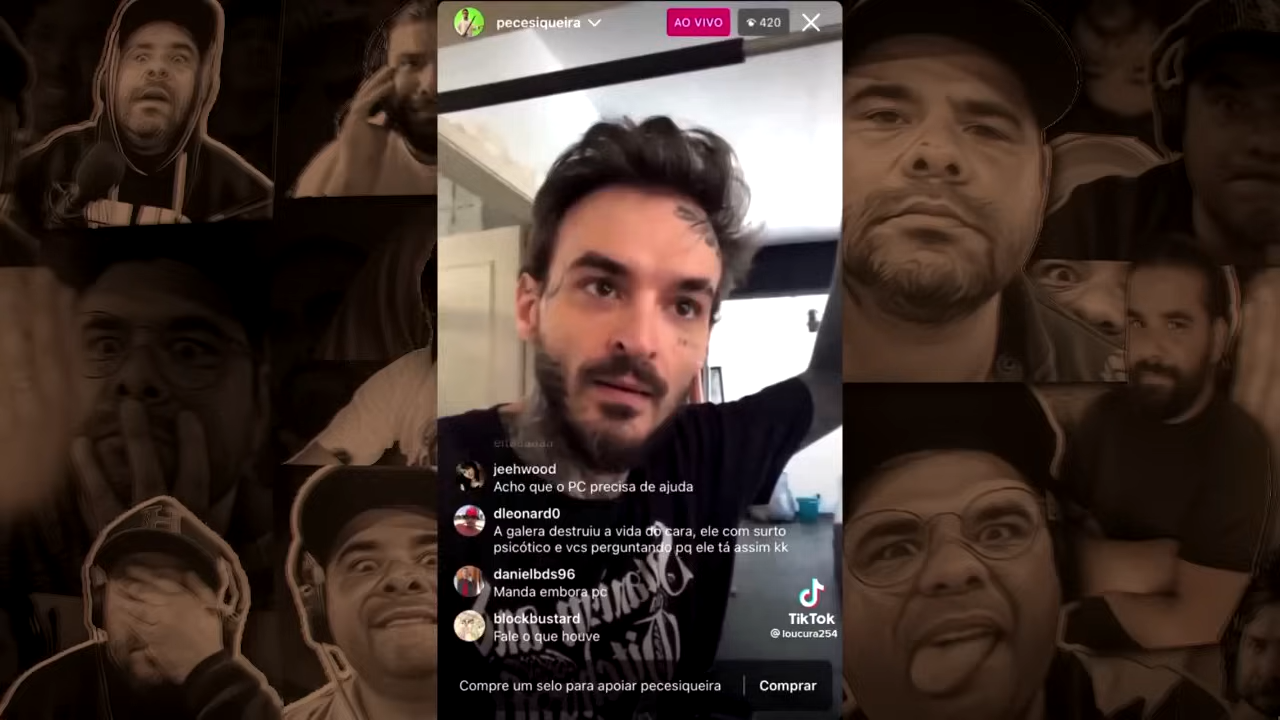 pecesiqueira
AO VIVO
420
jeehwood
Acho que o PC precisa de ajuda
dleonard0
A galera destruiu a vida do cara, ele com surto
psicótico e vcs perguntando pq ele tá assim kk
danielbds96
Manda embora pc
blockbustard
Fale o que houve
TikTok
@loucura254
Compre um selo para apoiar pecesiqueira
Comprar